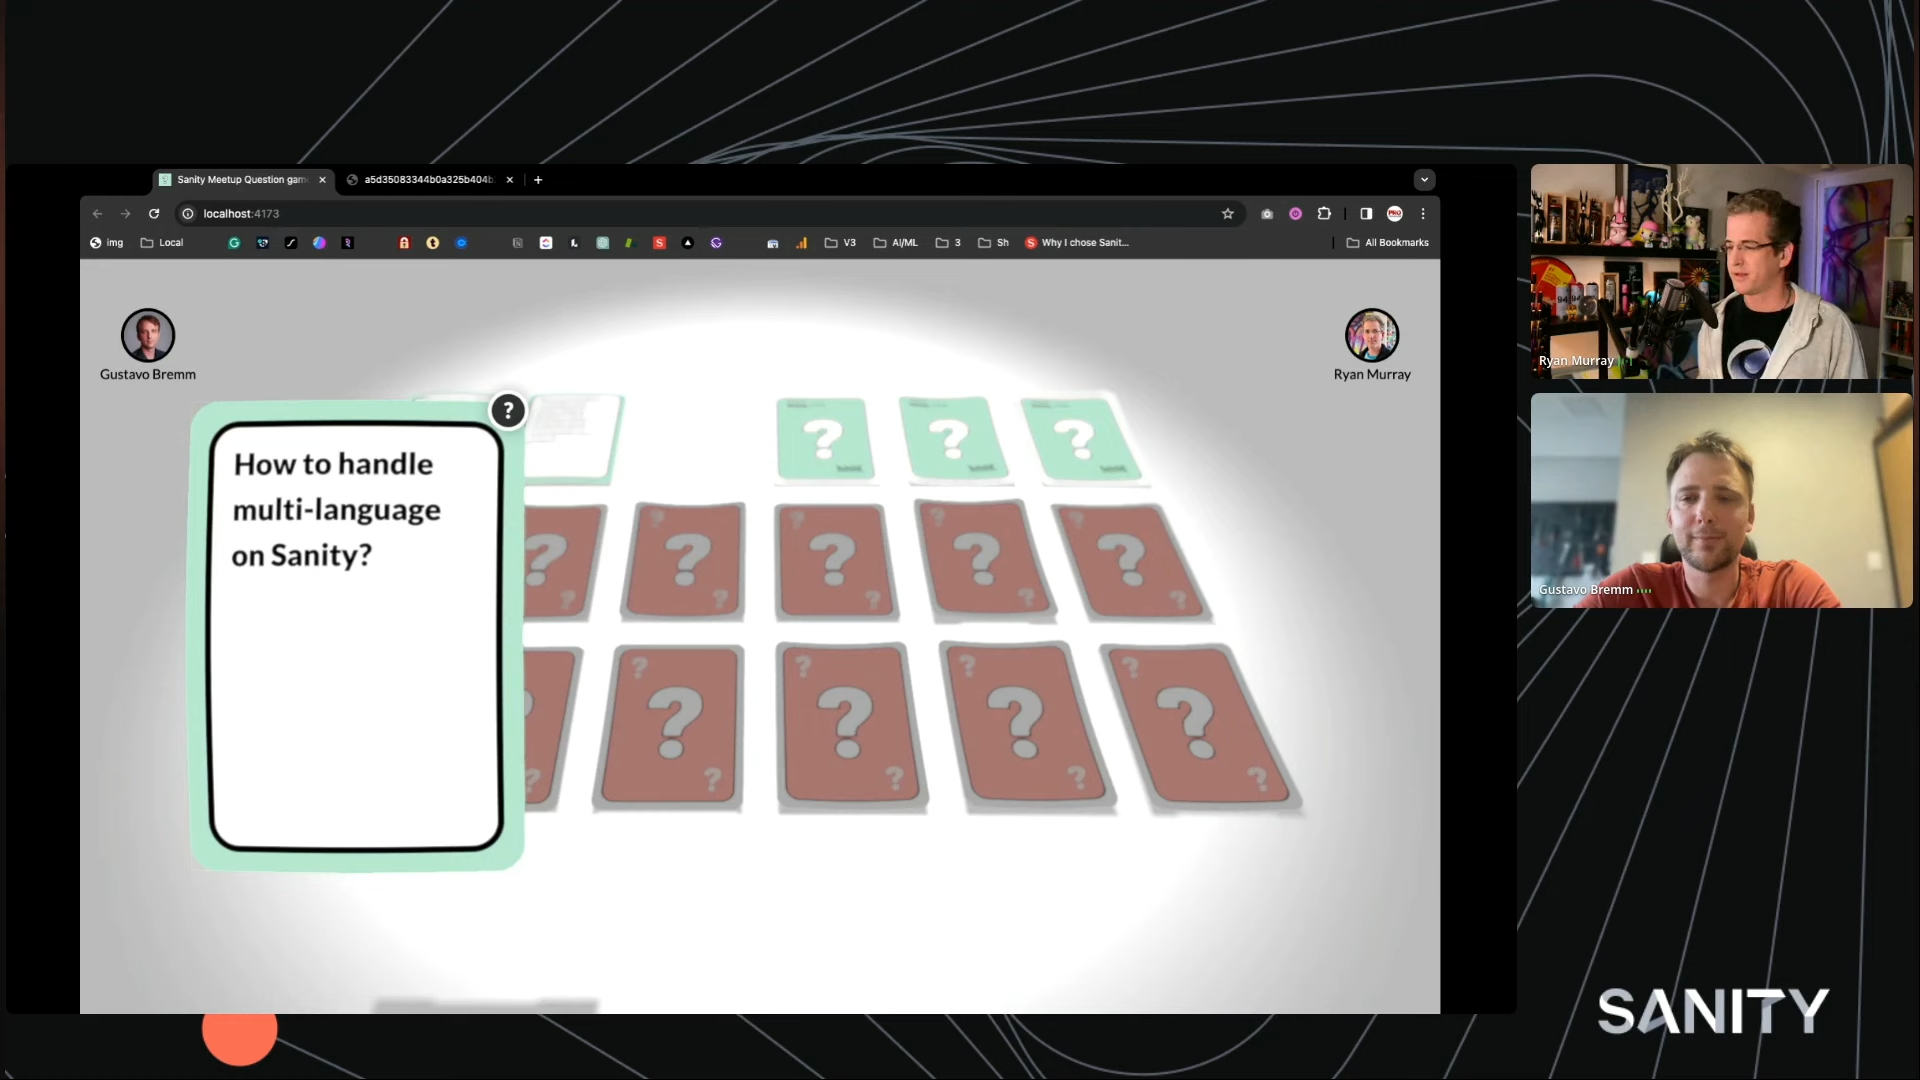 Sanity Meetup Question gam
a5d35083344b0a325b404b
localhost:4173
img
Local
V3
AI/ML
3
Sh
Why I chose Sanit...
All Bookmarks
Gustavo Bremm
Ryan Murray
?
How to handle
multi-language
on Sanity?
? ? ?
? ? ? ? ?
? ? ? ? ?
Ryan Murray
Gustavo Bremm
SANITY